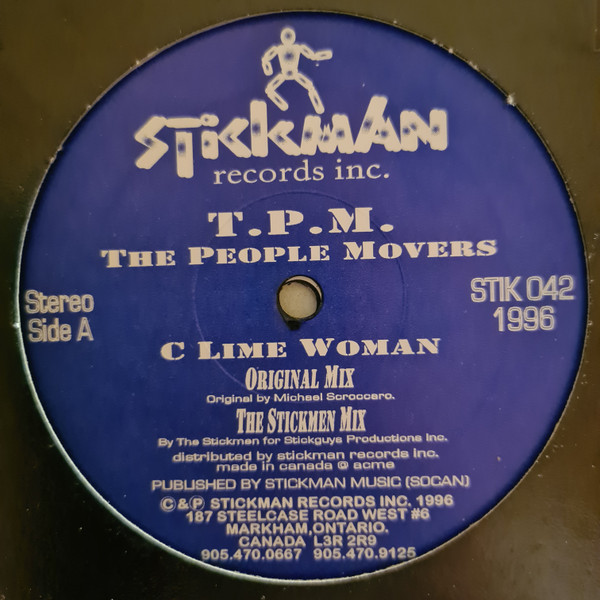 STICKMAN
records inc.
T.P.M.
THE PEOPLE MOVERS
Stereo
Side A
STIK 042
1996
C LIME WOMAN
ORIGINAL MIX
Original by Michael Scroccaro.
THE STICKMEN MIX
By The Stickmen for Stickguys Productions Inc.
distributed by stickman records inc.
made in canada @ acme
PUBLISHED BY STICKMAN MUSIC (SOCAN)
© & ℗ STICKMAN RECORDS INC. 1996
187 STEELCASE ROAD WEST #6
MARKHAM,ONTARIO.
CANADA L3R 2R9
905.470.0667 905.470.9125